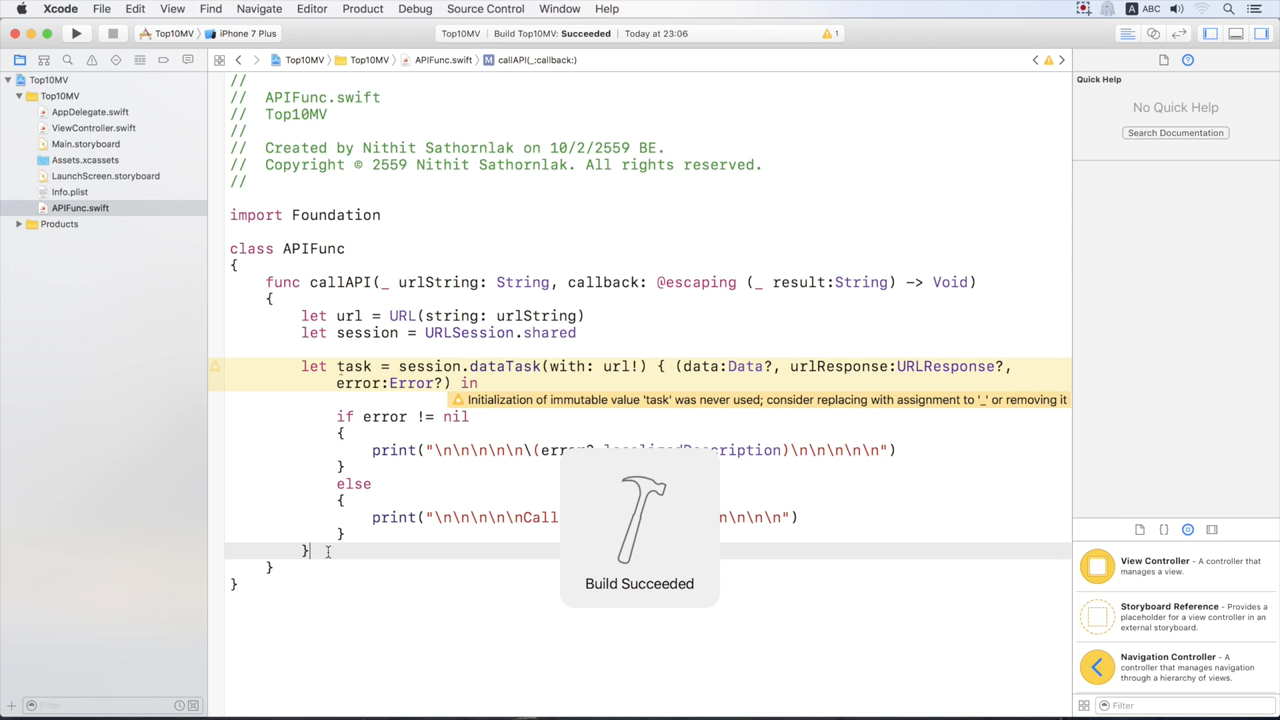 Xcode File Edit View Find Navigate Editor Product Debug Source Control Window Help A ABC
Top10MV iPhone 7 Plus Top10MV Build Top10MV: Succeeded Today at 23:06 1
Top10MV Top10MV APIFunc.swift M callAPI(_:callback:)
Top10MV
Top10MV
AppDelegate.swift
ViewController.swift
Main.storyboard
Assets.xcassets
LaunchScreen.storyboard
Info.plist
APIFunc.swift
Products
Filter
//
// APIFunc.swift
// Top10MV
//
// Created by Nithit Sathornlak on 10/2/2559 BE.
// Copyright © 2559 Nithit Sathornlak. All rights reserved.
//
import Foundation
class APIFunc
{
func callAPI(_ urlString: String, callback: @escaping (_ result:String) -> Void)
{
let url = URL(string: urlString)
let session = URLSession.shared
let task = session.dataTask(with: url!) { (data:Data?, urlResponse:URLResponse?,
error:Error?) in
Initialization of immutable value 'task' was never used; consider replacing with assignment to '_' or removing it
if error != nil
{
print("\n\n\n\n\n\(error?.localizedDescription)\n\n\n\n\n")
}
else
{
print("\n\n\n\n\nCall \n\n\n\n")
}
}
}
}
Build Succeeded
Quick Help
No Quick Help
Search Documentation
View Controller - A controller that
manages a view.
Storyboard Reference - Provides a
placeholder for a view controller in an
external storyboard.
Navigation Controller - A
controller that manages navigation
through a hierarchy of views.
Filter